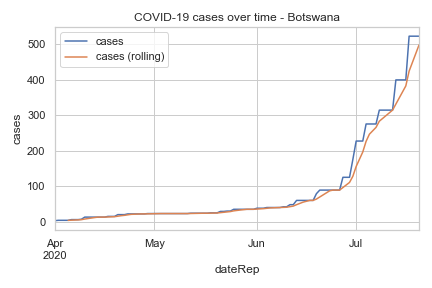 COVID-19 cases over time - Botswana
cases
cases (rolling)
500
400
300
200
100
0
cases
Apr
2020
May
Jun
Jul
dateRep